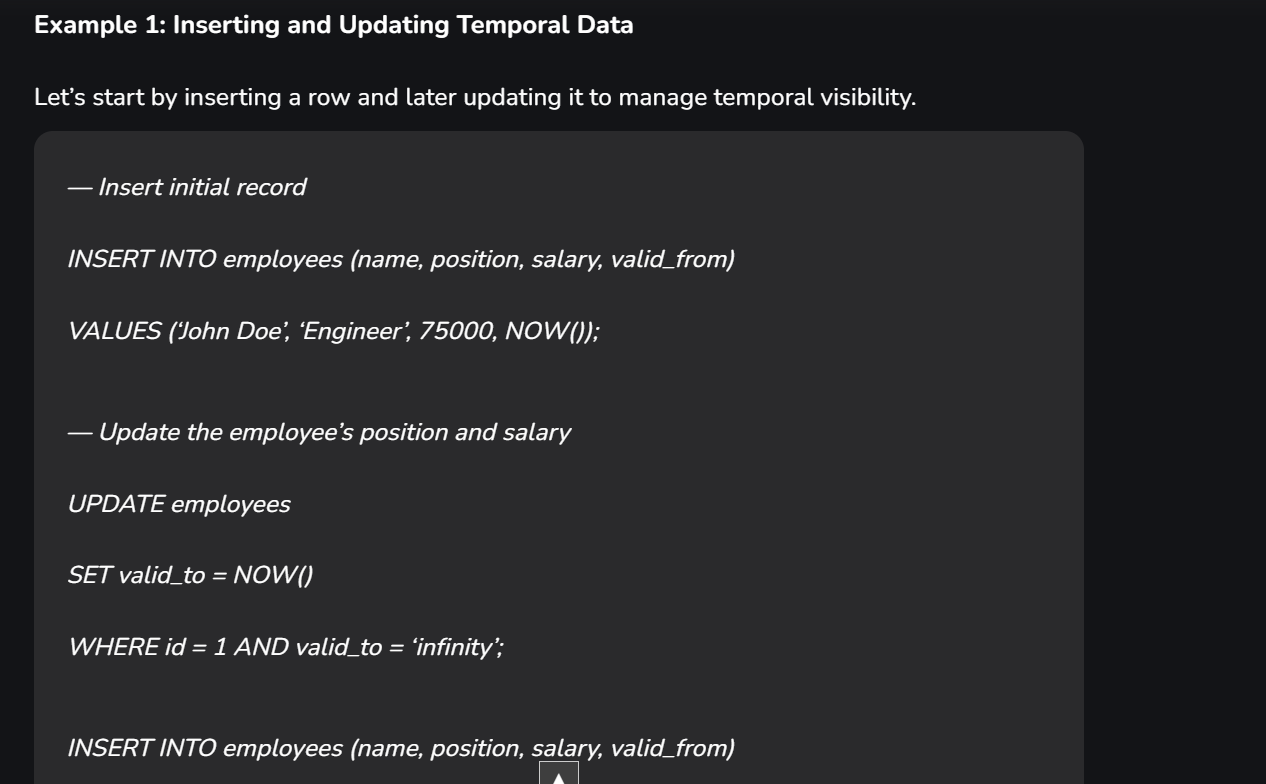 Example 1: Inserting and Updating Temporal Data
Let’s start by inserting a row and later updating it to manage temporal visibility.
— Insert initial record
INSERT INTO employees (name, position, salary, valid_from)
VALUES (‘John Doe’, ‘Engineer’, 75000, NOW());
— Update the employee’s position and salary
UPDATE employees
SET valid_to = NOW()
WHERE id = 1 AND valid_to = ‘infinity’;
INSERT INTO employees (name, position, salary, valid_from)